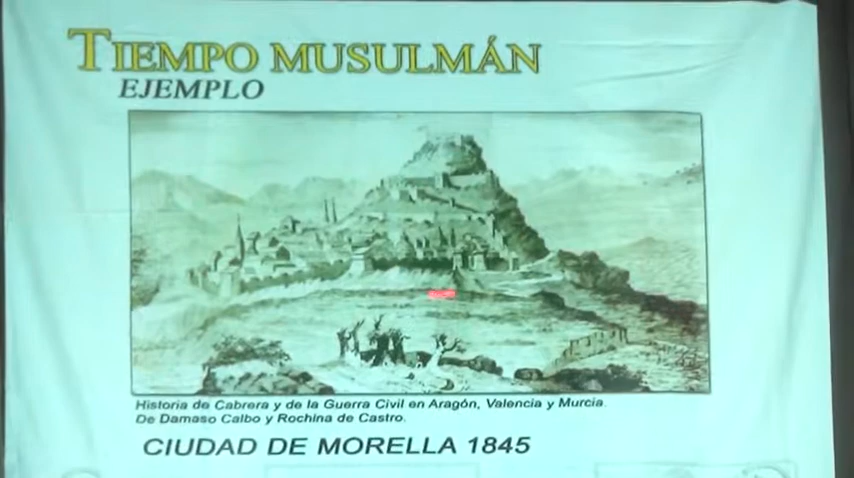 TIEMPO MUSULMÁN
EJEMPLO
Historia de Cabrera y de la Guerra Civil en Aragón, Valencia y Murcia.
De Damaso Calbo y Rochina de Castro.
CIUDAD DE MORELLA 1845